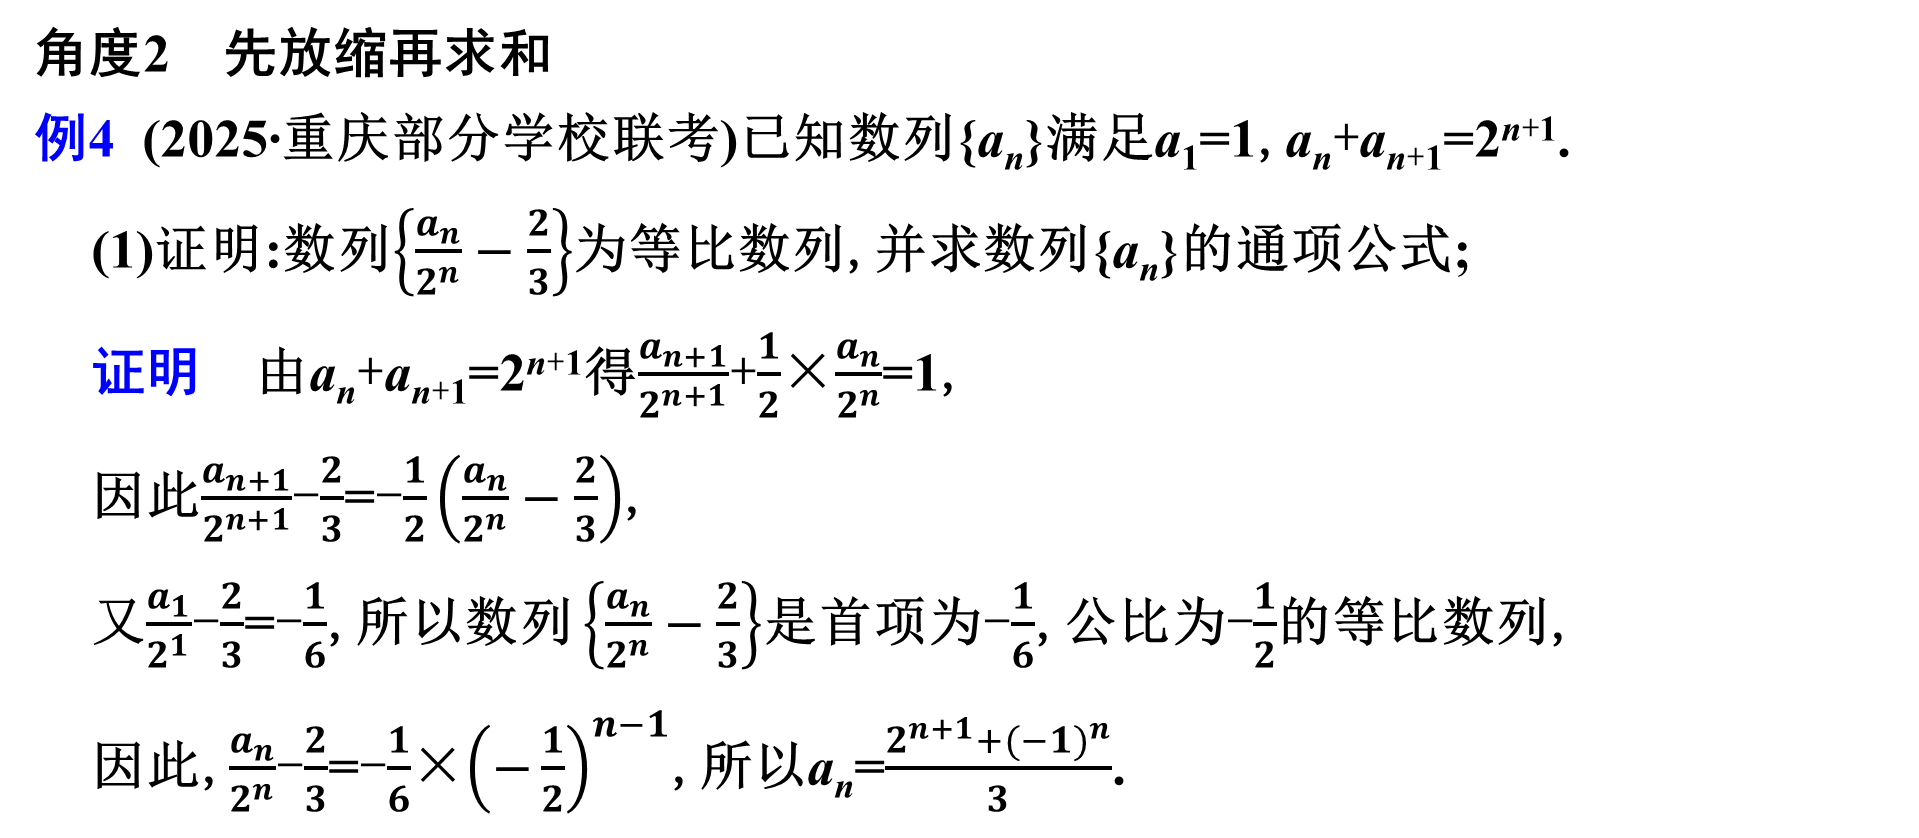 角度2 先放缩再求和
例4 (2025·重庆部分学校联考)已知数列{aₙ}满足a₁=1, aₙ+aₙ₊₁=2ⁿ⁺¹.
(1)证明:数列{aₙ/2ⁿ − 2/3}为等比数列, 并求数列{aₙ}的通项公式;
证明 由aₙ+aₙ₊₁=2ⁿ⁺¹得aₙ₊₁/2ⁿ⁺¹+1/2×aₙ/2ⁿ=1,
因此aₙ₊₁/2ⁿ⁺¹−2/3=−1/2(aₙ/2ⁿ − 2/3),
又a₁/2¹−2/3=−1/6, 所以数列{aₙ/2ⁿ − 2/3}是首项为−1/6, 公比为−1/2的等比数列,
因此, aₙ/2ⁿ−2/3=−1/6×(−1/2)ⁿ⁻¹, 所以aₙ=(2ⁿ⁺¹+(−1)ⁿ)/3.